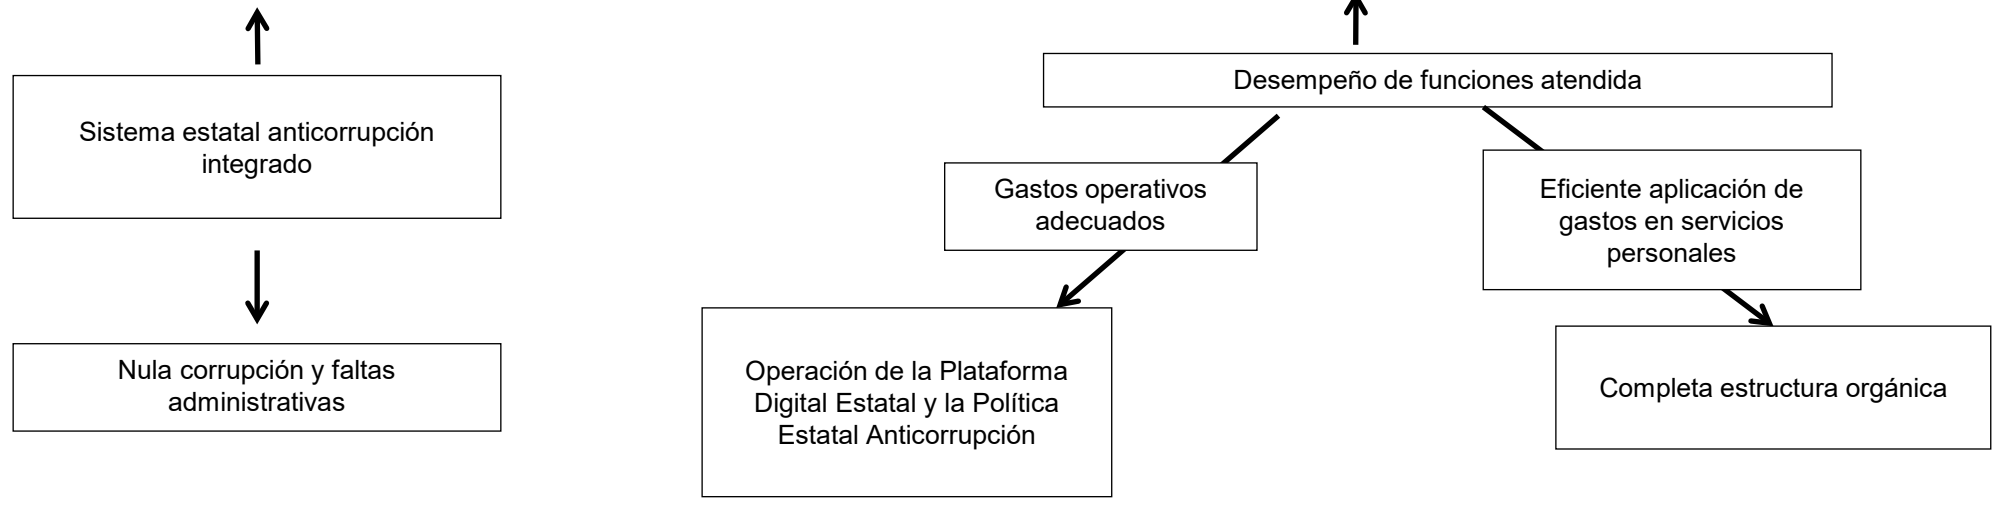 Sistema estatal anticorrupción
integrado
Nula corrupción y faltas
administrativas
Desempeño de funciones atendida
Gastos operativos
adecuados
Eficiente aplicación de
gastos en servicios
personales
Operación de la Plataforma
Digital Estatal y la Política
Estatal Anticorrupción
Completa estructura orgánica